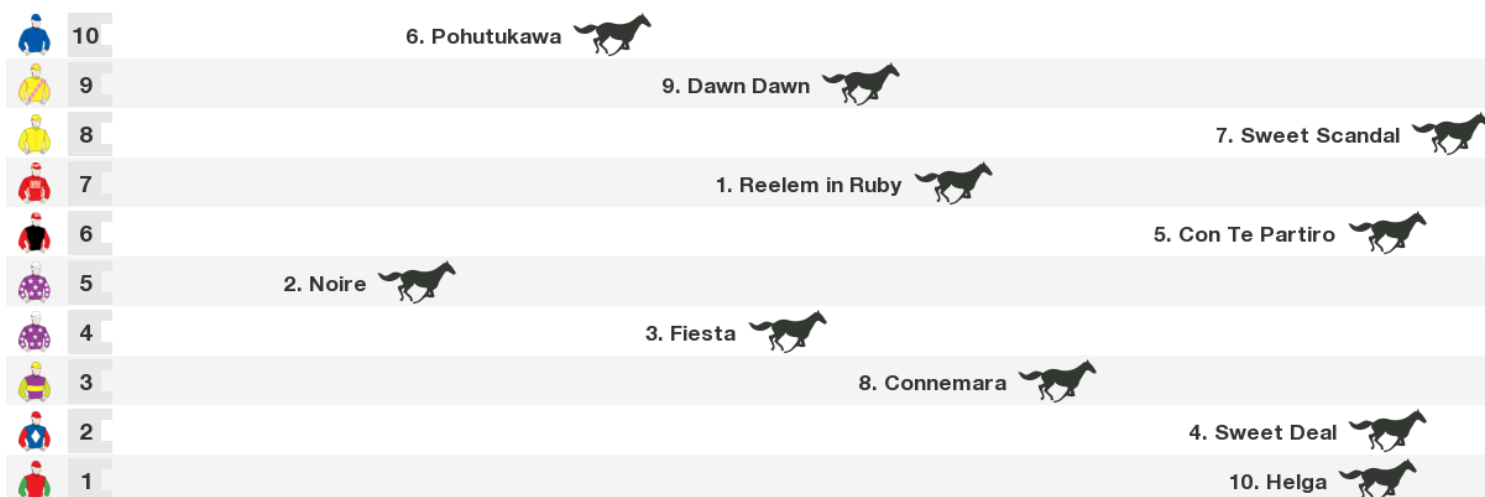 10 6. Pohutukawa
9 9. Dawn Dawn
8 7. Sweet Scandal
7 1. Reelem in Ruby
6 5. Con Te Partiro
5 2. Noire
4 3. Fiesta
3 8. Connemara
2 4. Sweet Deal
1 10. Helga